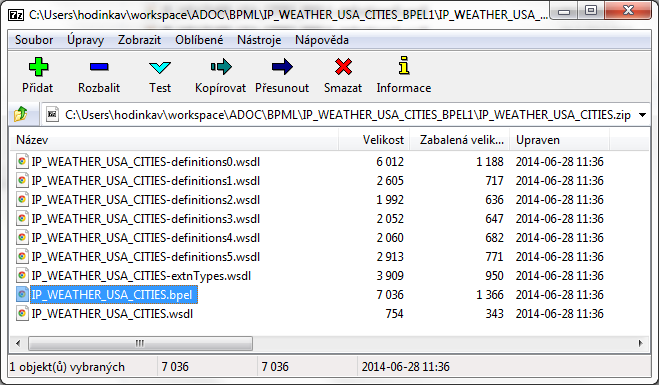 C:\Users\hodinkav\workspace\ADOC\BPML\IP_WEATHER_USA_CITIES_BPEL1\IP_WEATHER_USA_...
Soubor Úpravy Zobrazit Oblíbené Nástroje Nápověda
Přidat Rozbalit Test Kopírovat Přesunout Smazat Informace
C:\Users\hodinkav\workspace\ADOC\BPML\IP_WEATHER_USA_CITIES_BPEL1\IP_WEATHER_USA_CITIES.zip
Název Velikost Zabalená velik... Upraven
IP_WEATHER_USA_CITIES-definitions0.wsdl 6 012 1 188 2014-06-28 11:36
IP_WEATHER_USA_CITIES-definitions1.wsdl 2 605 717 2014-06-28 11:36
IP_WEATHER_USA_CITIES-definitions2.wsdl 1 992 636 2014-06-28 11:36
IP_WEATHER_USA_CITIES-definitions3.wsdl 2 052 647 2014-06-28 11:36
IP_WEATHER_USA_CITIES-definitions4.wsdl 2 060 682 2014-06-28 11:36
IP_WEATHER_USA_CITIES-definitions5.wsdl 2 913 771 2014-06-28 11:36
IP_WEATHER_USA_CITIES-extnTypes.wsdl 3 909 950 2014-06-28 11:36
IP_WEATHER_USA_CITIES.bpel 7 036 1 366 2014-06-28 11:36
IP_WEATHER_USA_CITIES.wsdl 754 343 2014-06-28 11:36
1 objekt(ů) vybraných 7 036 7 036 2014-06-28 11:36